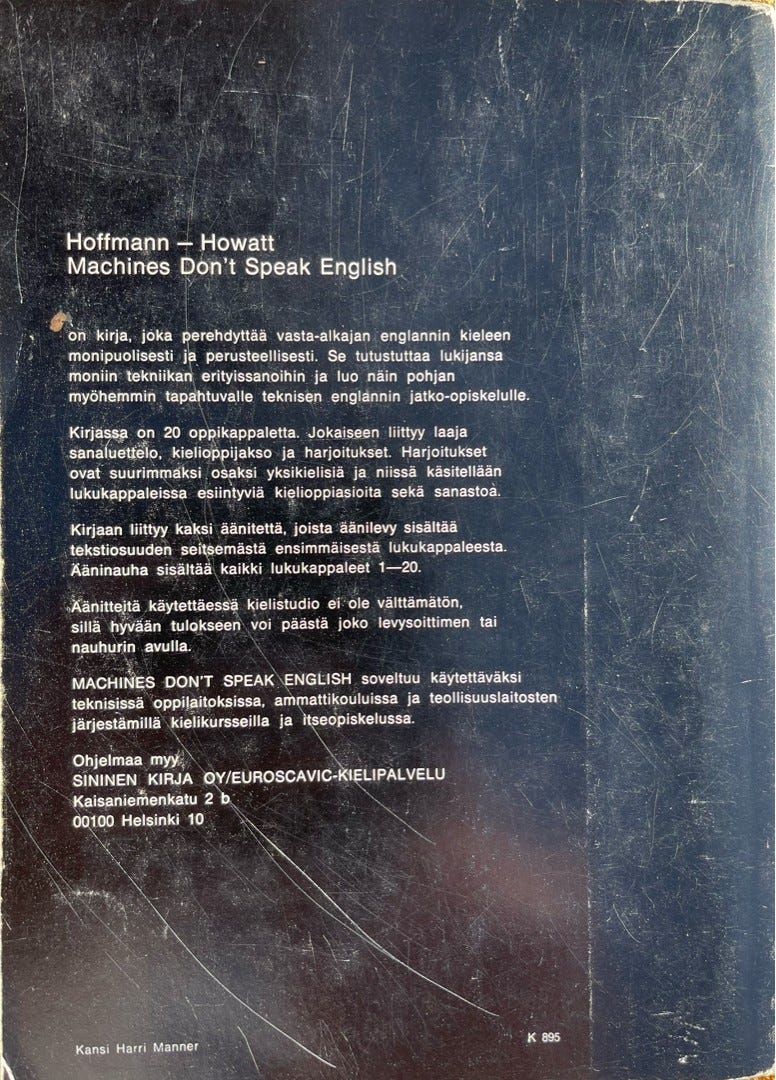 Hoffmann — Howatt
Machines Don't Speak English
on kirja, joka perehdyttää vasta-alkajan englannin kieleen
monipuolisesti ja perusteellisesti. Se tutustuttaa lukijansa
moniin tekniikan erityissanoihin ja luo näin pohjan
myöhemmin tapahtuvalle teknisen englannin jatko-opiskelulle.
Kirjassa on 20 oppikappaletta. Jokaiseen liittyy laaja
sanaluettelo, kielioppijakso ja harjoitukset. Harjoitukset
ovat suurimmaksi osaksi yksikielisiä ja niissä käsitellään
lukukappaleissa esiintyviä kielioppiasioita sekä sanastoa.
Kirjaan liittyy kaksi äänitettä, joista äänilevy sisältää
tekstiosuuden seitsemästä ensimmäisestä lukukappaleesta.
Ääninauha sisältää kaikki lukukappaleet 1—20.
Äänitteitä käytettäessä kielistudio ei ole välttämätön,
sillä hyvään tulokseen voi päästä joko levysoittimen tai
nauhurin avulla.
MACHINES DON'T SPEAK ENGLISH soveltuu käytettäväksi
teknisissä oppilaitoksissa, ammattikouluissa ja teollisuuslaitosten
järjestämillä kielikursseilla ja itseopiskelussa.
Ohjelmaa myy
SININEN KIRJA OY/EUROSCAVIC-KIELIPALVELU
Kaisaniemenkatu 2 b
00100 Helsinki 10
Kansi Harri Manner
K 895